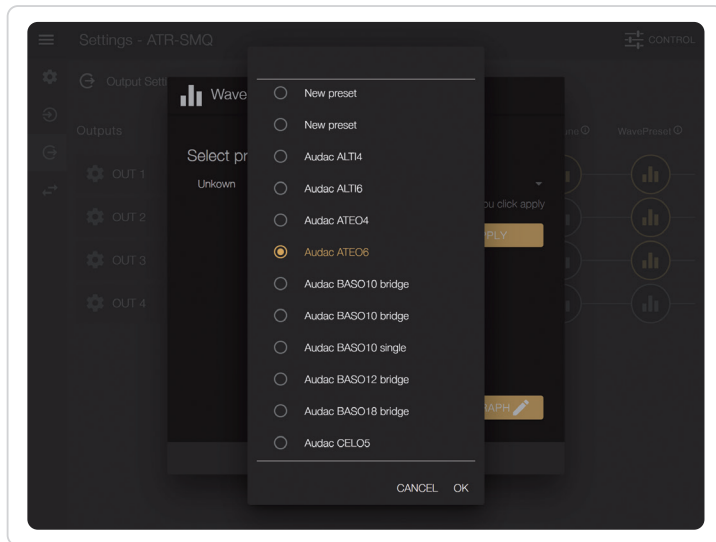 Settings - ATR-SMQ
CONTROL
Output Setti
Wave
Outputs
WavePreset
OUT 1
OUT 2
OUT 3
OUT 4
Select pr
Unkown
ou click apply
PLY
RAPH
New preset
New preset
Audac ALTI4
Audac ALTI6
Audac ATEO4
Audac ATEO6
Audac BASO10 bridge
Audac BASO10 bridge
Audac BASO10 single
Audac BASO12 bridge
Audac BASO18 bridge
Audac CELO5
CANCEL OK